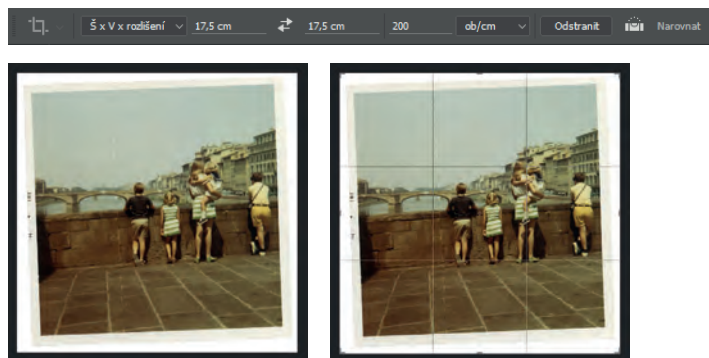 Š x V x rozlišení 17,5 cm 17,5 cm 200 ob/cm Odstranit Narovnat